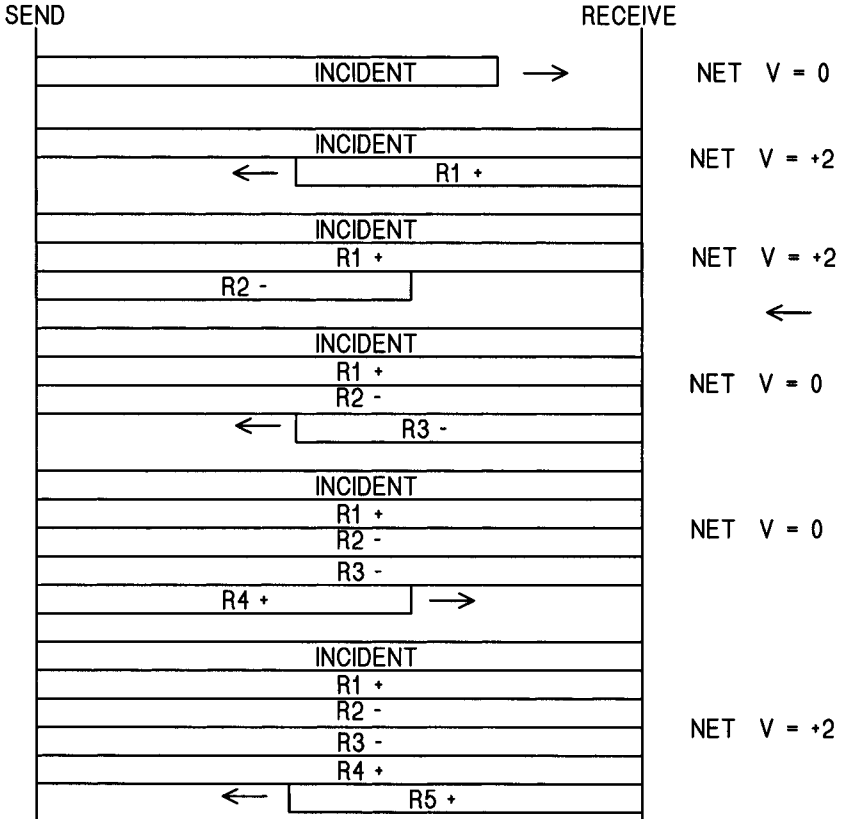 SEND RECEIVE
INCIDENT NET V = 0
INCIDENT
R1 + NET V = +2
INCIDENT
R1 + NET V = +2
R2 -
INCIDENT
R1 + NET V = 0
R2 -
R3 -
INCIDENT
R1 +
R2 - NET V = 0
R3 -
R4 +
INCIDENT
R1 +
R2 -
R3 - NET V = +2
R4 +
R5 +